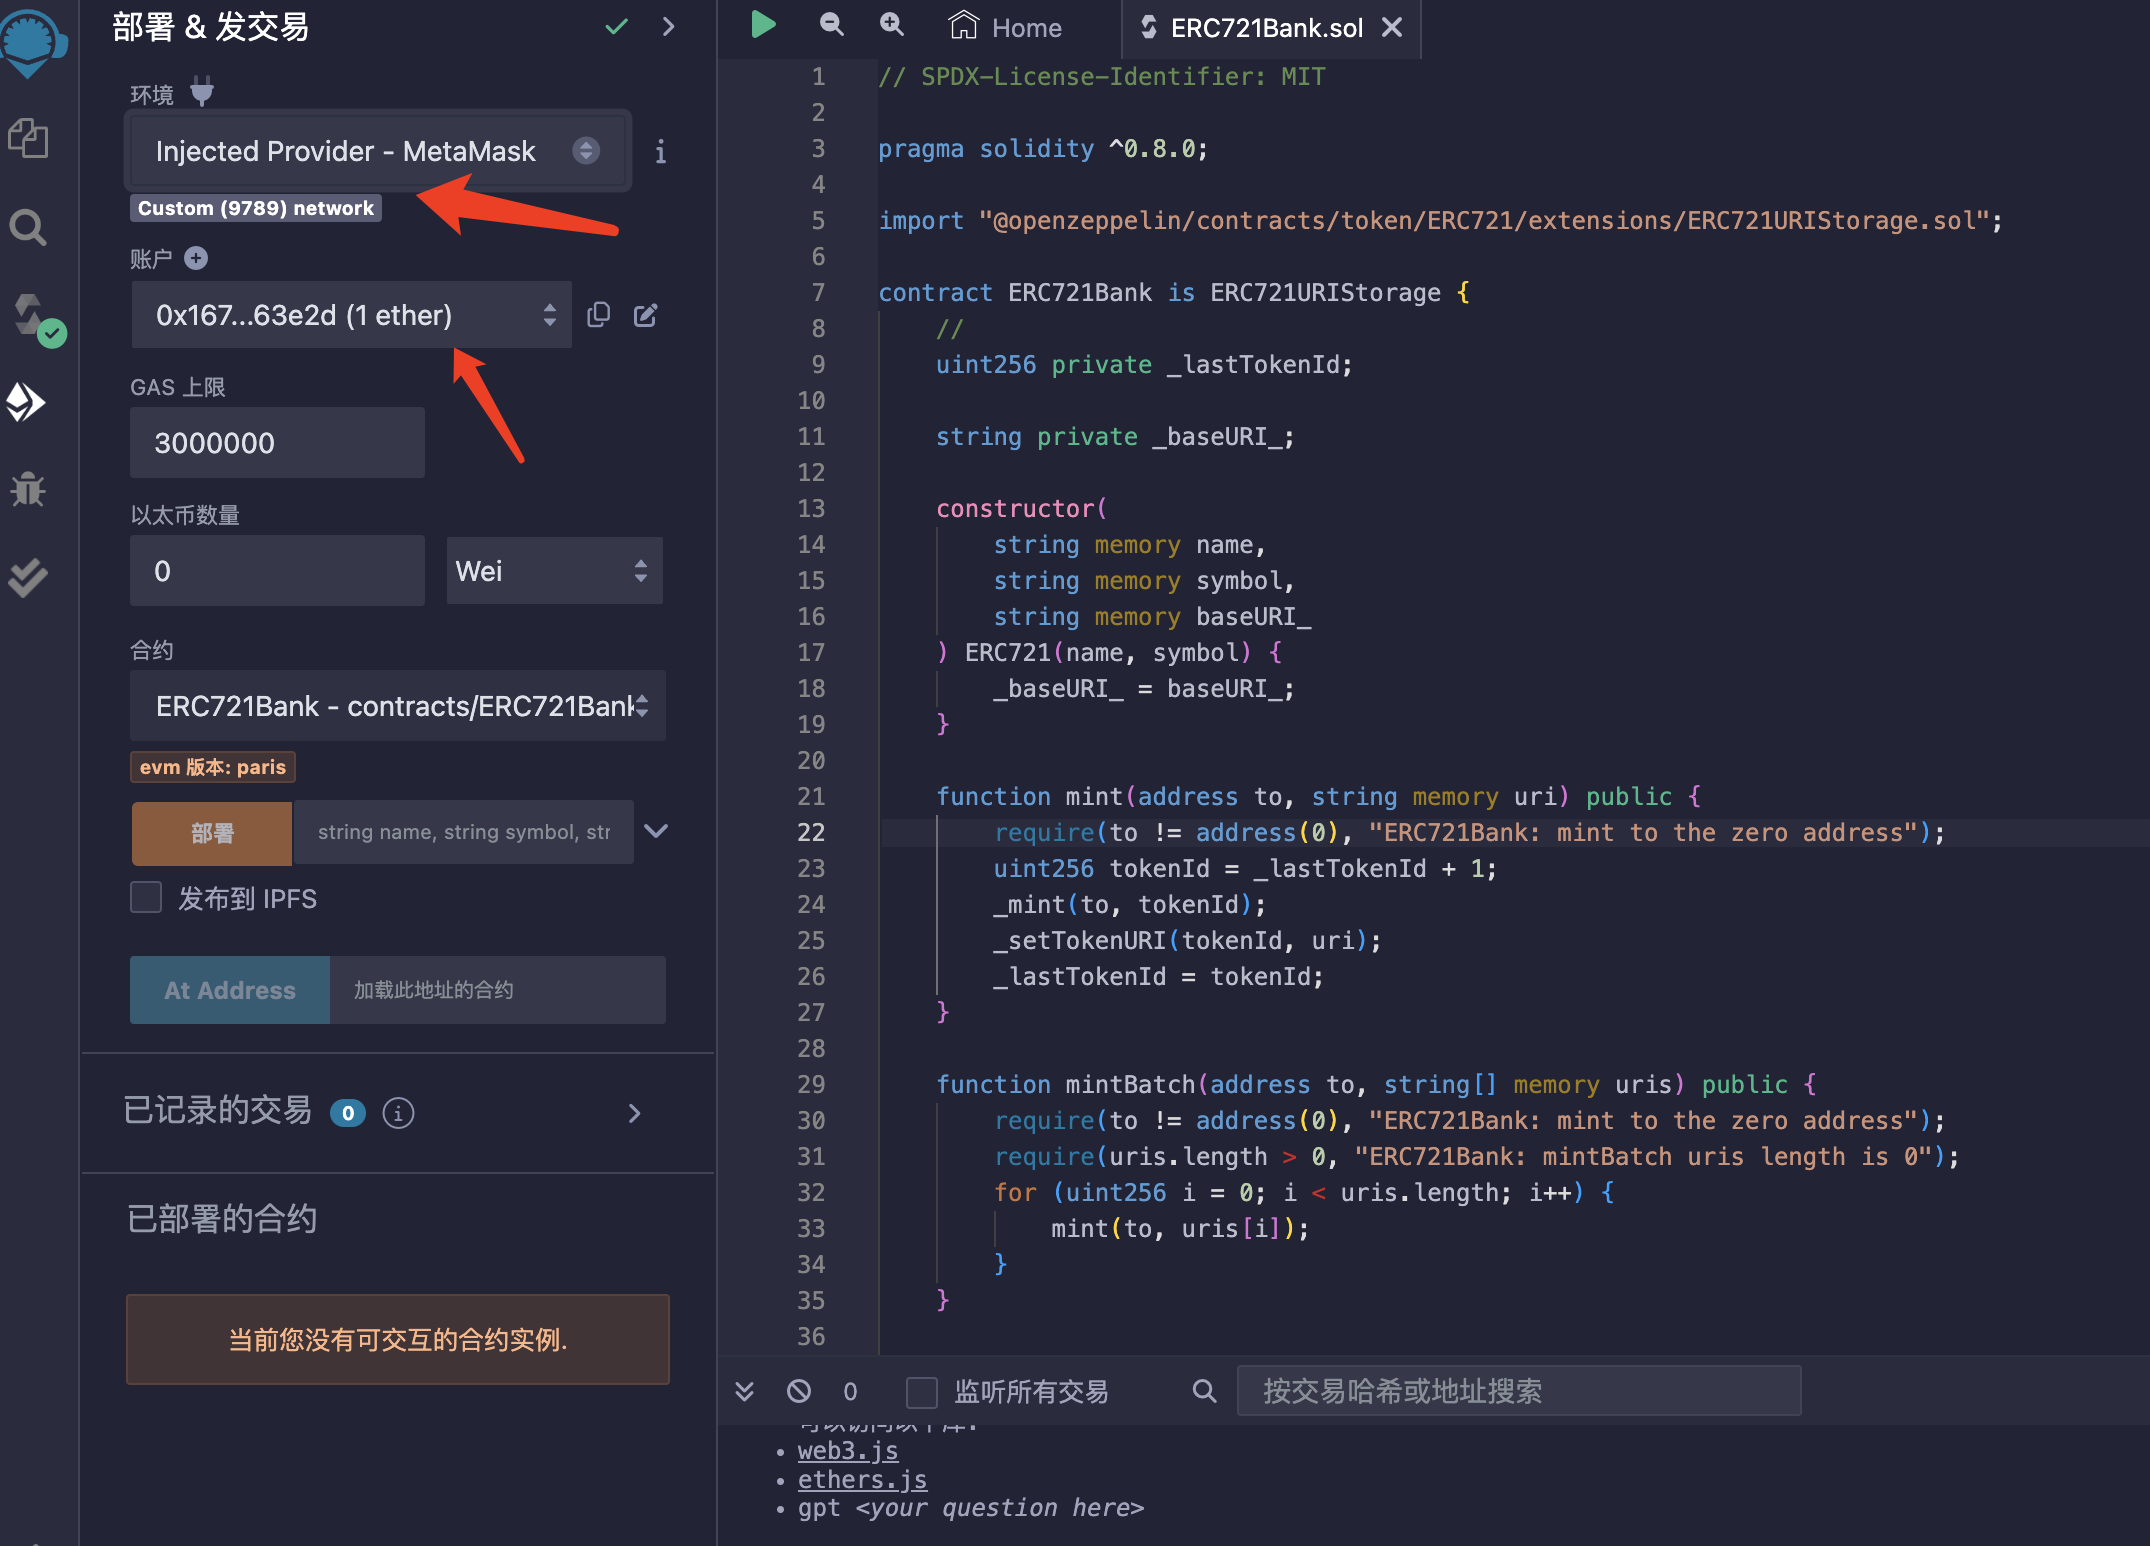 部署 & 发交易
环境
Injected Provider - MetaMask
Custom (9789) network
账户
0x167...63e2d (1 ether)
GAS 上限
3000000
以太币数量
0
Wei
合约
ERC721Bank - contracts/ERC721Bank
evm 版本: paris
部署
string name, string symbol, str
发布到 IPFS
At Address
加载此地址的合约
已记录的交易 0
已部署的合约
当前您没有可交互的合约实例.
Home
ERC721Bank.sol
1 // SPDX-License-Identifier: MIT
2
3 pragma solidity ^0.8.0;
4
5 import "@openzeppelin/contracts/token/ERC721/extensions/ERC721URIStorage.sol";
6
7 contract ERC721Bank is ERC721URIStorage {
8 //
9 uint256 private _lastTokenId;
10
11 string private _baseURI_;
12
13 constructor(
14 string memory name,
15 string memory symbol,
16 string memory baseURI_
17 ) ERC721(name, symbol) {
18 _baseURI_ = baseURI_;
19 }
20
21 function mint(address to, string memory uri) public {
22 require(to != address(0), "ERC721Bank: mint to the zero address");
23 uint256 tokenId = _lastTokenId + 1;
24 _mint(to, tokenId);
25 _setTokenURI(tokenId, uri);
26 _lastTokenId = tokenId;
27 }
28
29 function mintBatch(address to, string[] memory uris) public {
30 require(to != address(0), "ERC721Bank: mint to the zero address");
31 require(uris.length > 0, "ERC721Bank: mintBatch uris length is 0");
32 for (uint256 i = 0; i < uris.length; i++) {
33 mint(to, uris[i]);
34 }
35 }
36
0
监听所有交易
按交易哈希或地址搜索
可以访问以下库:
• web3.js
• ethers.js
• gpt <your question here>